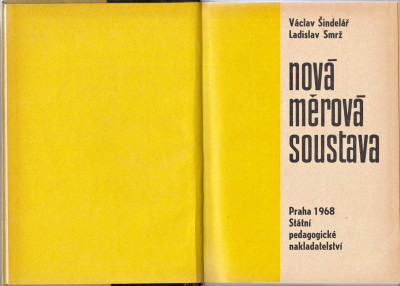 Václav Šindelář
Ladislav Smrž
nová
měrová
soustava
Praha 1968
Státní
pedagogické
nakladatelství